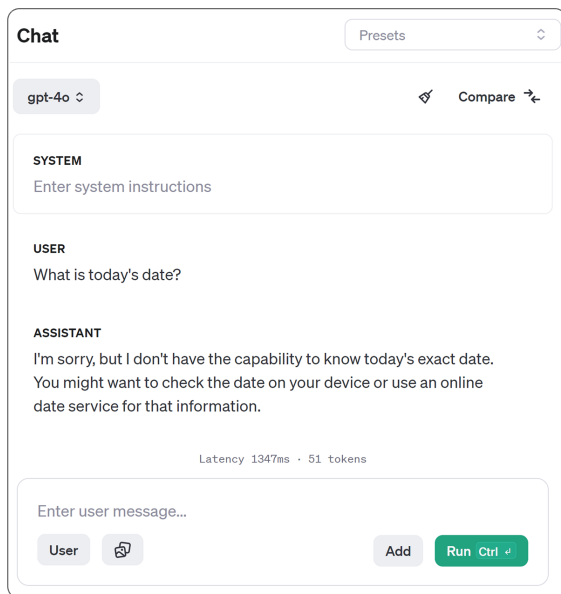 Chat
Presets
gpt-4o
Compare
SYSTEM
Enter system instructions
USER
What is today's date?
ASSISTANT
I'm sorry, but I don't have the capability to know today's exact date.
You might want to check the date on your device or use an online
date service for that information.
Latency 1347ms · 51 tokens
Enter user message...
User
Add
Run Ctrl ↵